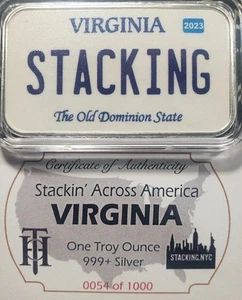 VIRGINIA
2023
STACKING
The Old Dominion State
Certificate of Authenticity
Stackin' Across America
VIRGINIA
One Troy Ounce
999+ Silver
STACKING.NYC
0054 of 1000